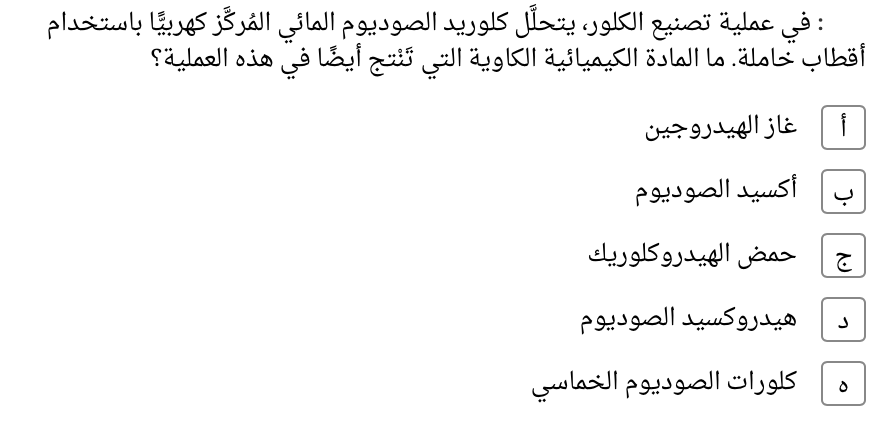 : في عملية تصنيع الكلور، يتحلَّل كلوريد الصوديوم المائي المُركَّز كهربيًّا باستخدام
أقطاب خاملة. ما المادة الكيميائية الكاوية التي تَنْتج أيضًا في هذه العملية؟
أ غاز الهيدروجين
ب أكسيد الصوديوم
ج حمض الهيدروكلوريك
د هيدروكسيد الصوديوم
ه كلورات الصوديوم الخماسي